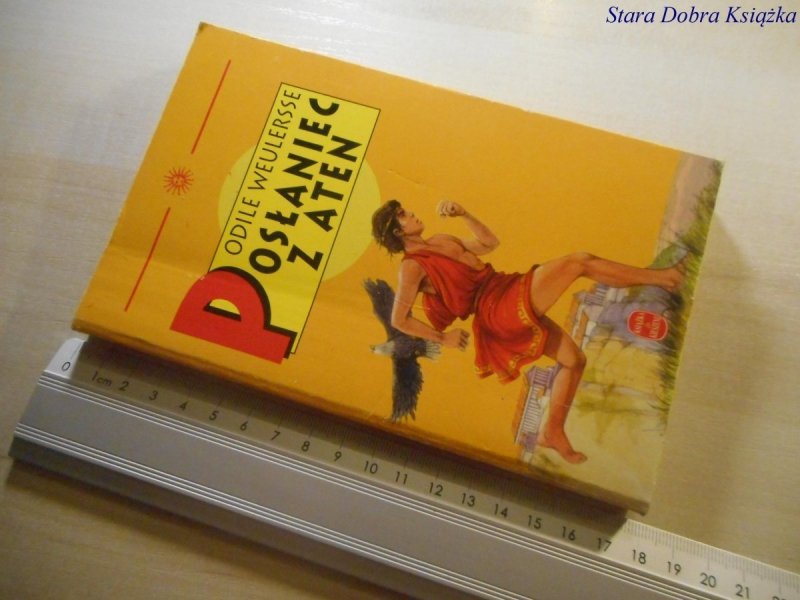 Stara Dobra Książka
ODILE WEULERSSE
POSŁANIEC
Z ATEN
0 1cm 2 3 4 5 6 7 8 9 10 11 12 13 14 15 16 17 18 19 20 21